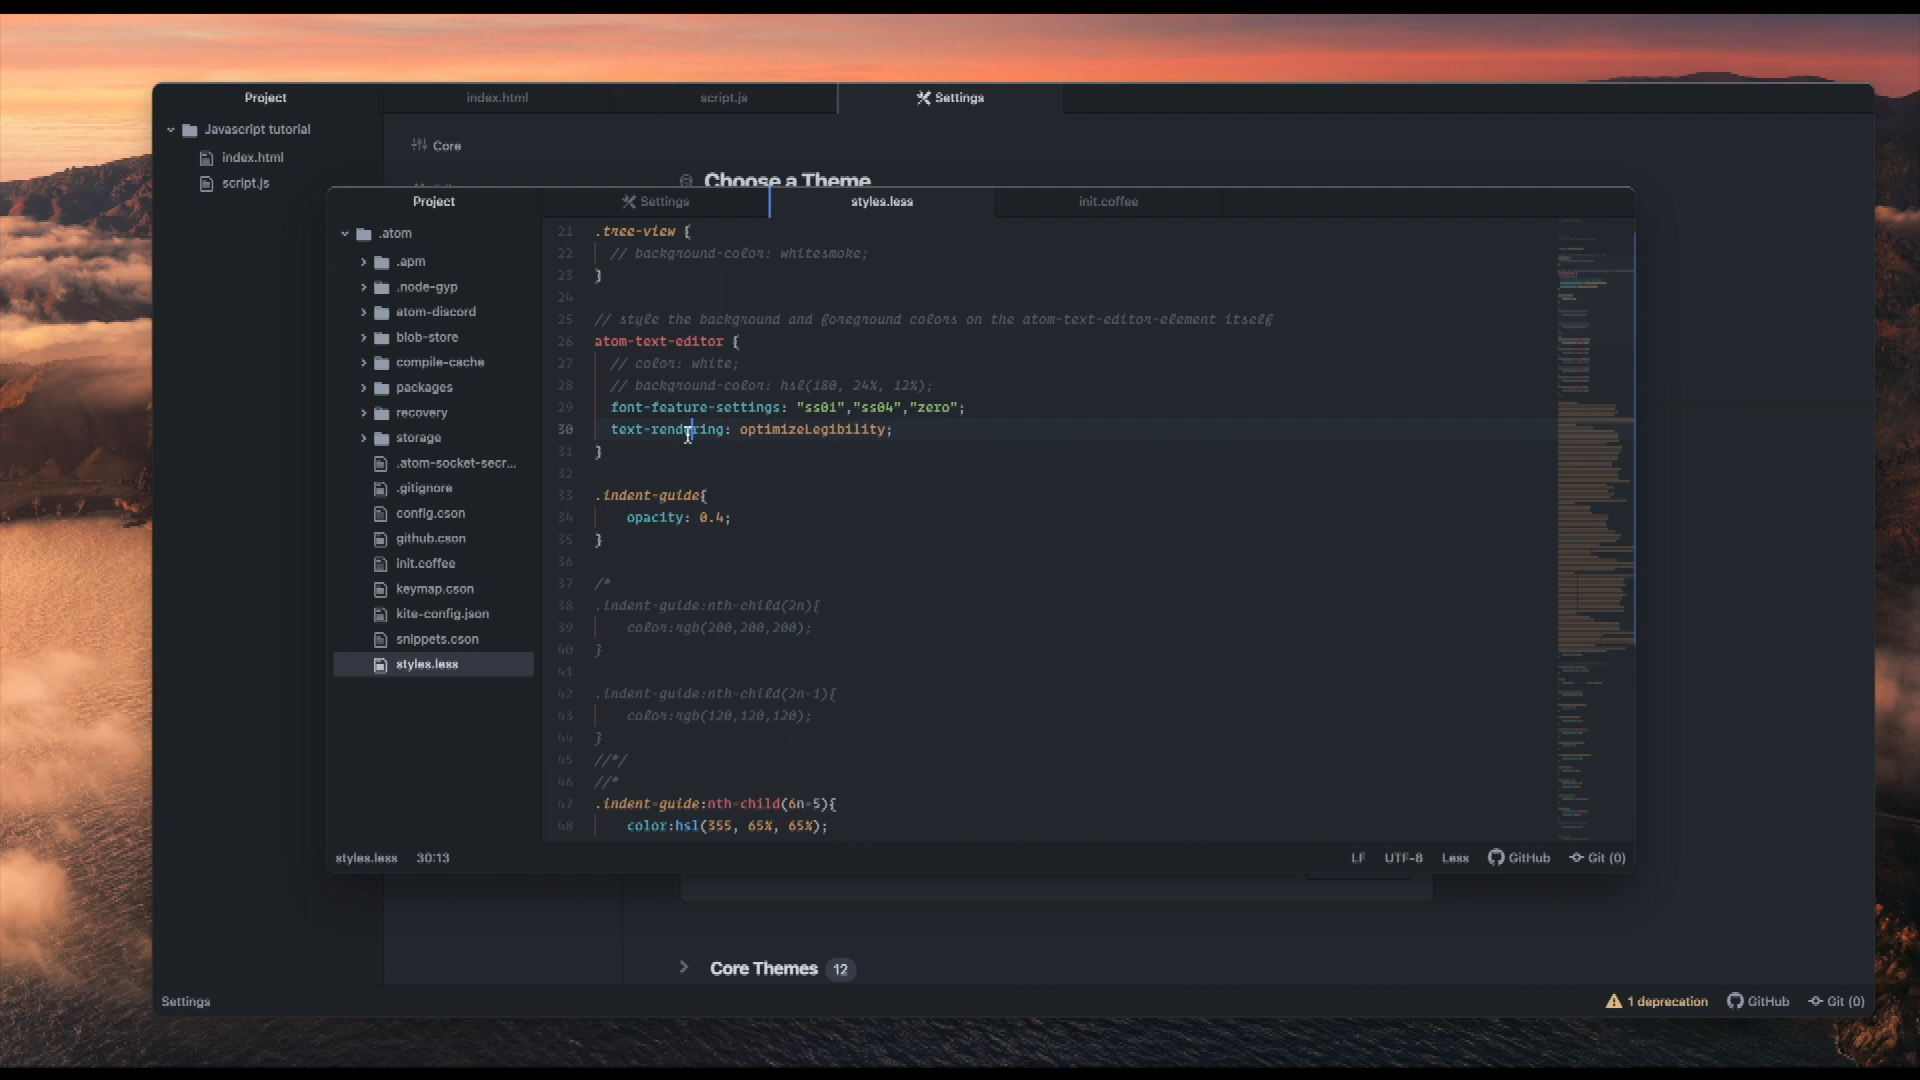 Project
index.html
script.js
Settings
Javascript tutorial
index.html
script.js
Core
Choose a Theme
Project
Settings
styles.less
init.coffee
.atom
.apm
.node-gyp
atom-discord
blob-store
compile-cache
packages
recovery
storage
.atom-socket-secr...
.gitignore
config.cson
github.cson
init.coffee
keymap.cson
kite-config.json
snippets.cson
styles.less
21 .tree-view {
22 // background-color: whitesmoke;
23 }
24
25 // style the background and foreground colors on the atom-text-editor-element itself
26 atom-text-editor {
27 // color: white;
28 // background-color: hsl(180, 24%, 12%);
29 font-feature-settings: "ss01","ss04","zero";
30 text-rendering: optimizeLegibility;
31 }
32
33 .indent-guide{
34 opacity: 0.4;
35 }
36
37 /*
38 .indent-guide:nth-child(2n){
39 color:rgb(200,200,200);
40 }
41
42 .indent-guide:nth-child(2n-1){
43 color:rgb(120,120,120);
44 }
45 //*/
46 //*
47 .indent-guide:nth-child(6n-5){
48 color:hsl(355, 65%, 65%);
styles.less 30:13
LF UTF-8 Less GitHub Git (0)
Core Themes 12
Settings
1 deprecation GitHub Git (0)